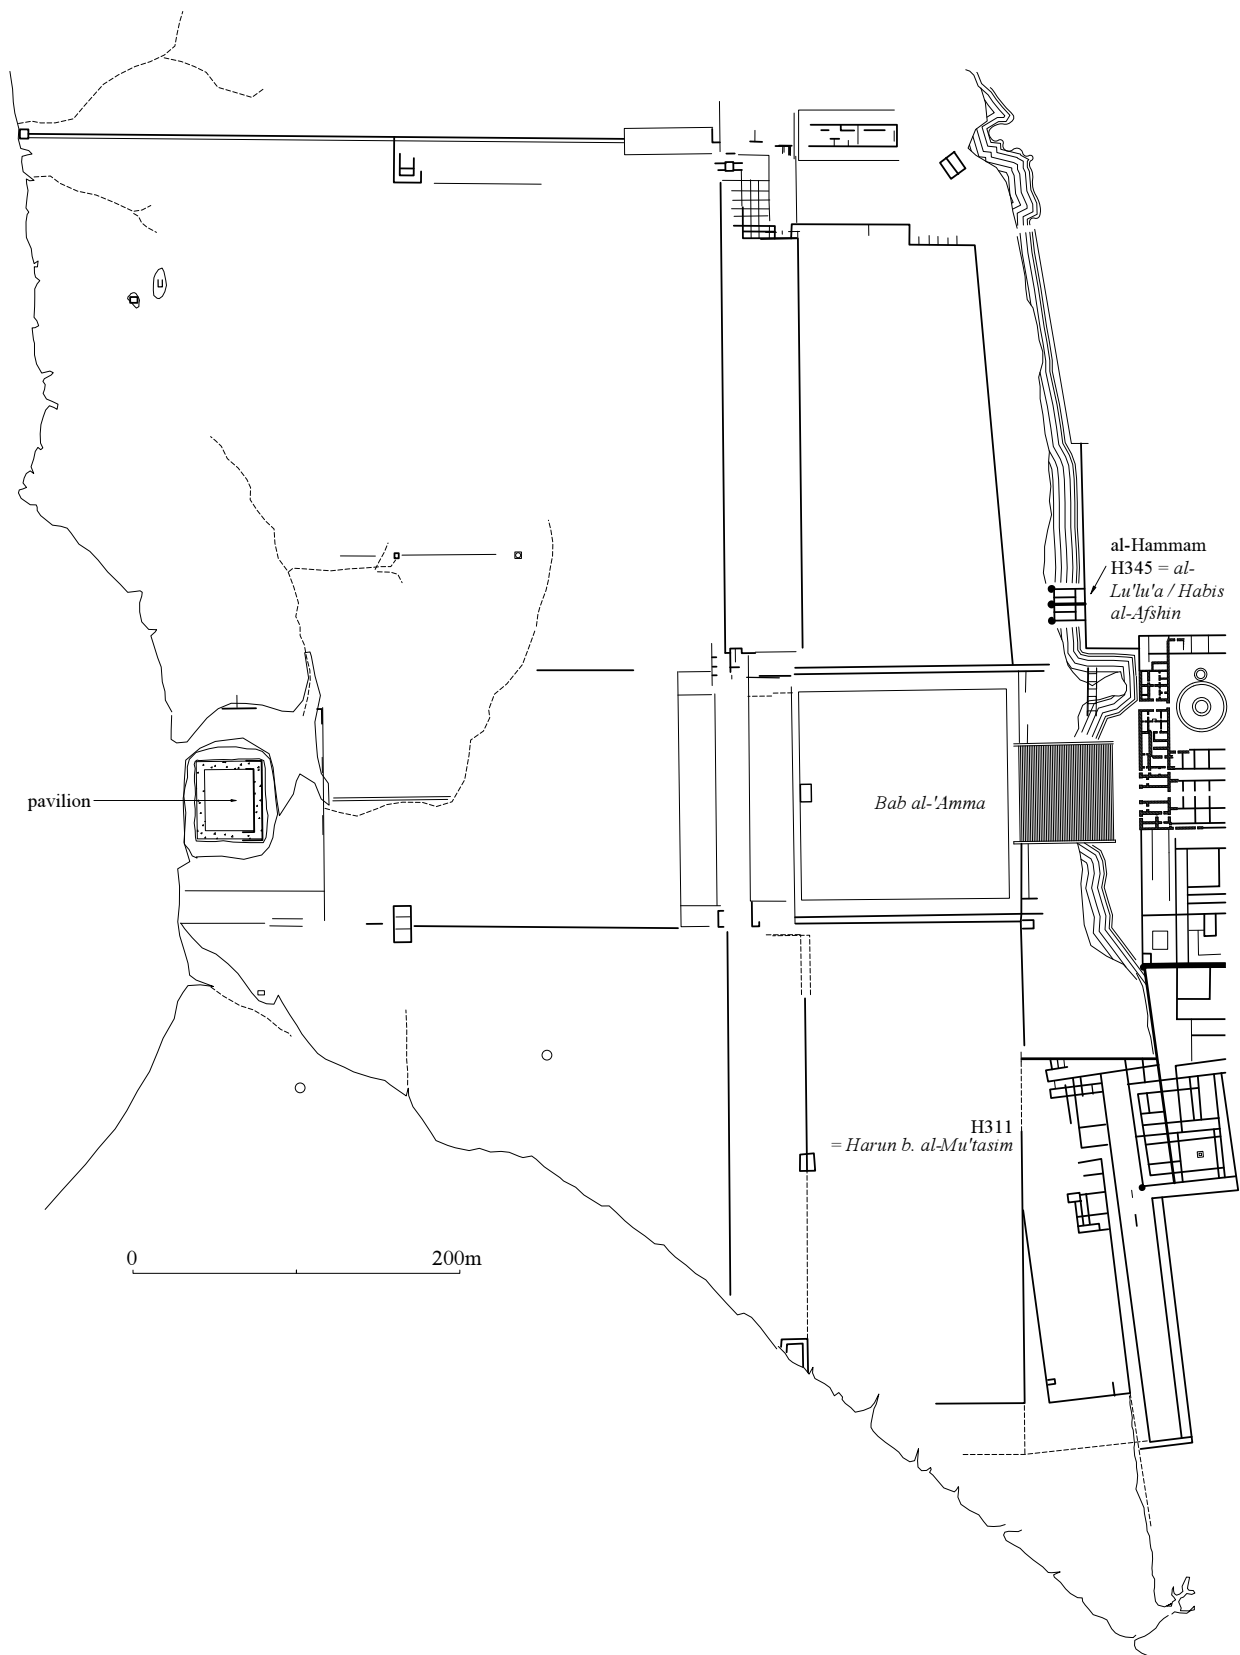 al-Hammam
H345 = al-
Lu'lu'a / Habis
al-Afshin
pavilion
Bab al-'Amma
H311
= Harun b. al-Mu'tasim
0 200m